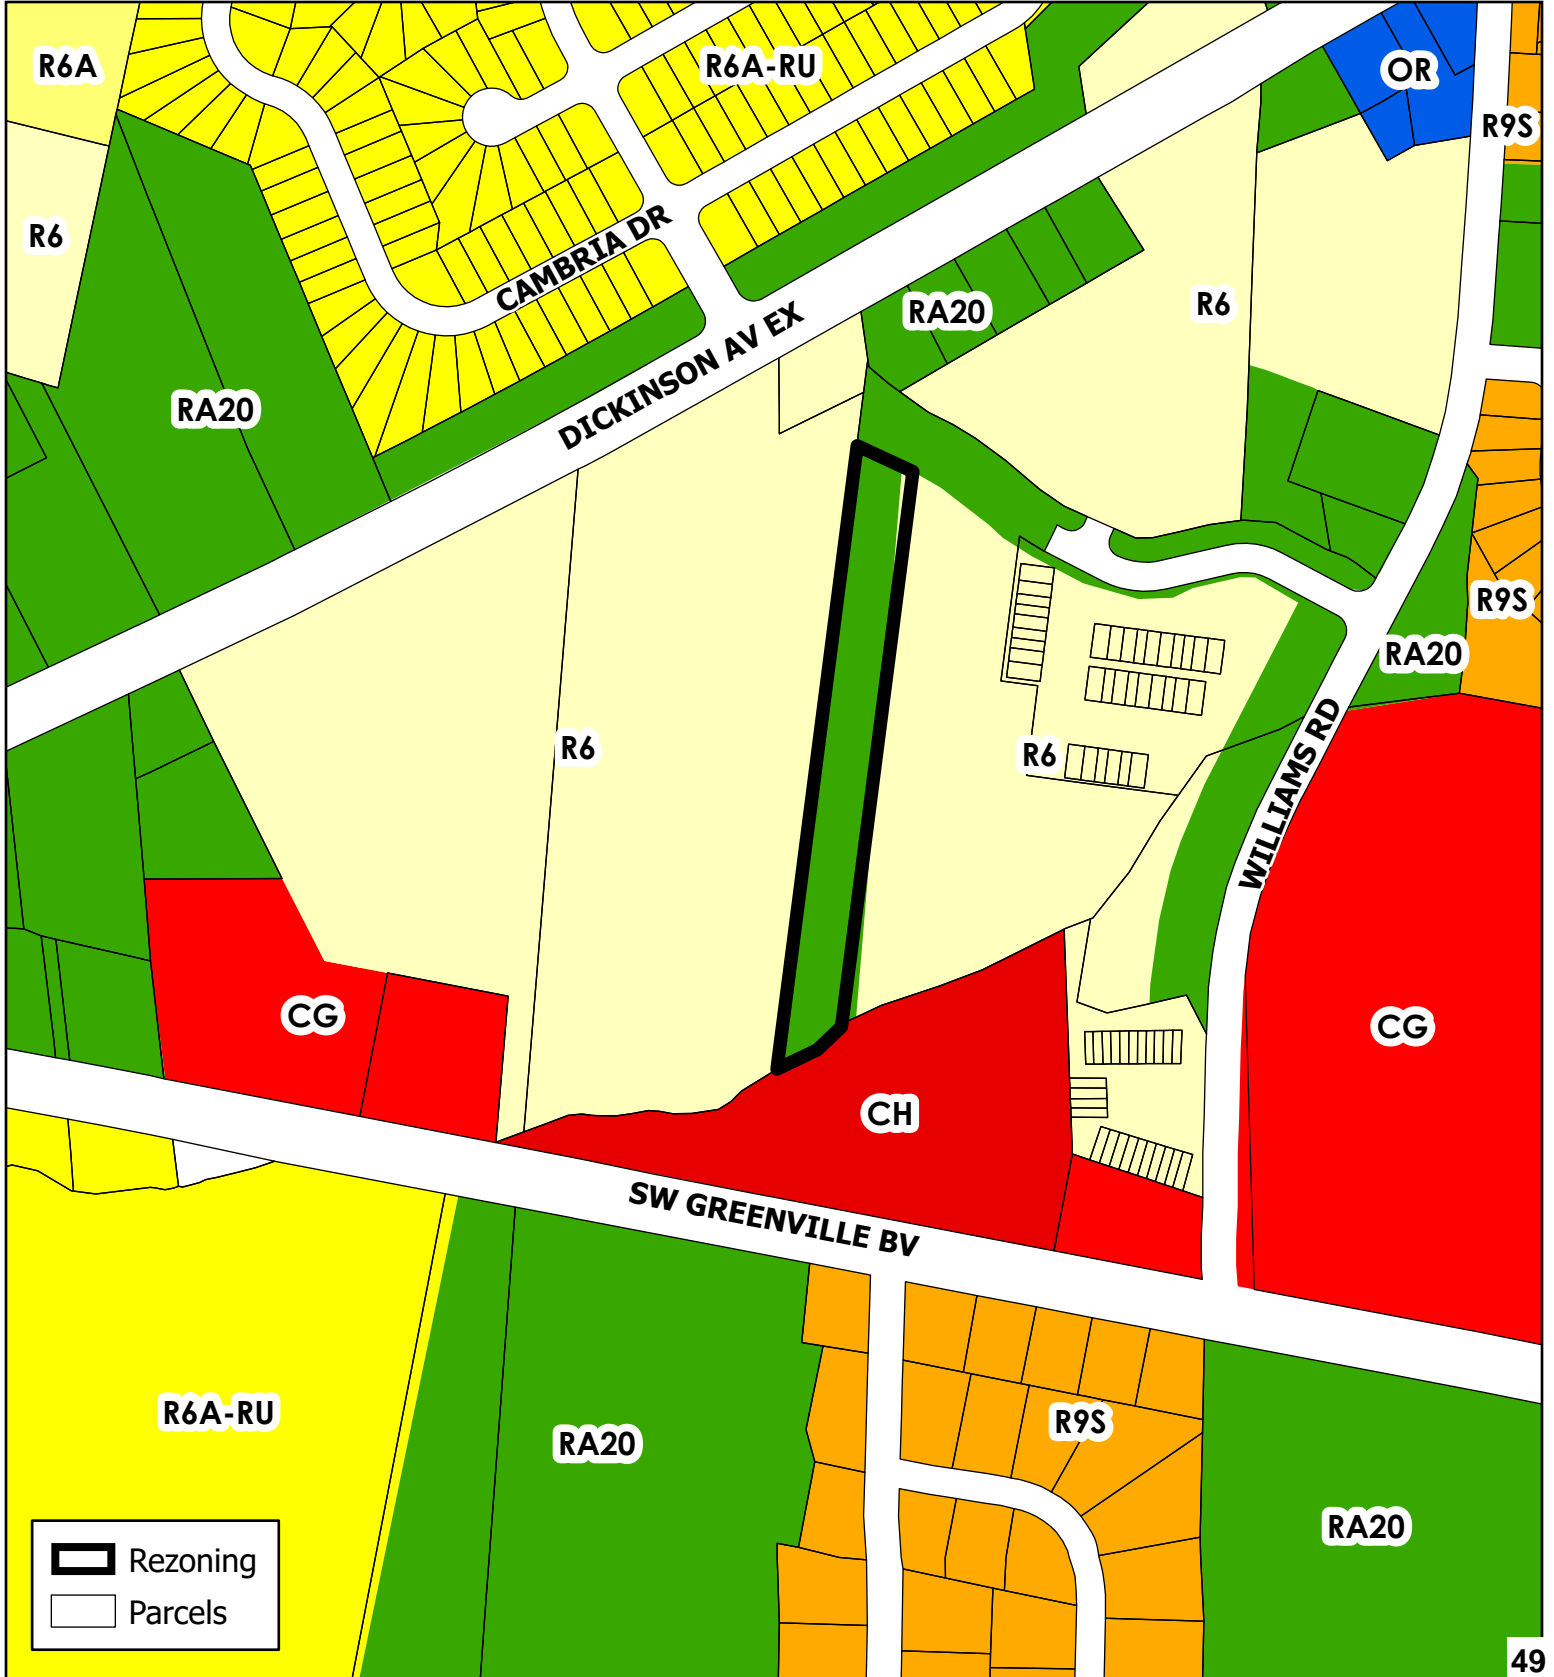 R6A
R6A-RU
OR
R9S
R6
CAMBRIA DR
RA20
R6
DICKINSON AV EX
RA20
R9S
RA20
R6
R6
WILLIAMS RD
CG
CG
CH
SW GREENVILLE BV
R6A-RU
R9S
RA20
RA20
Rezoning
Parcels
49